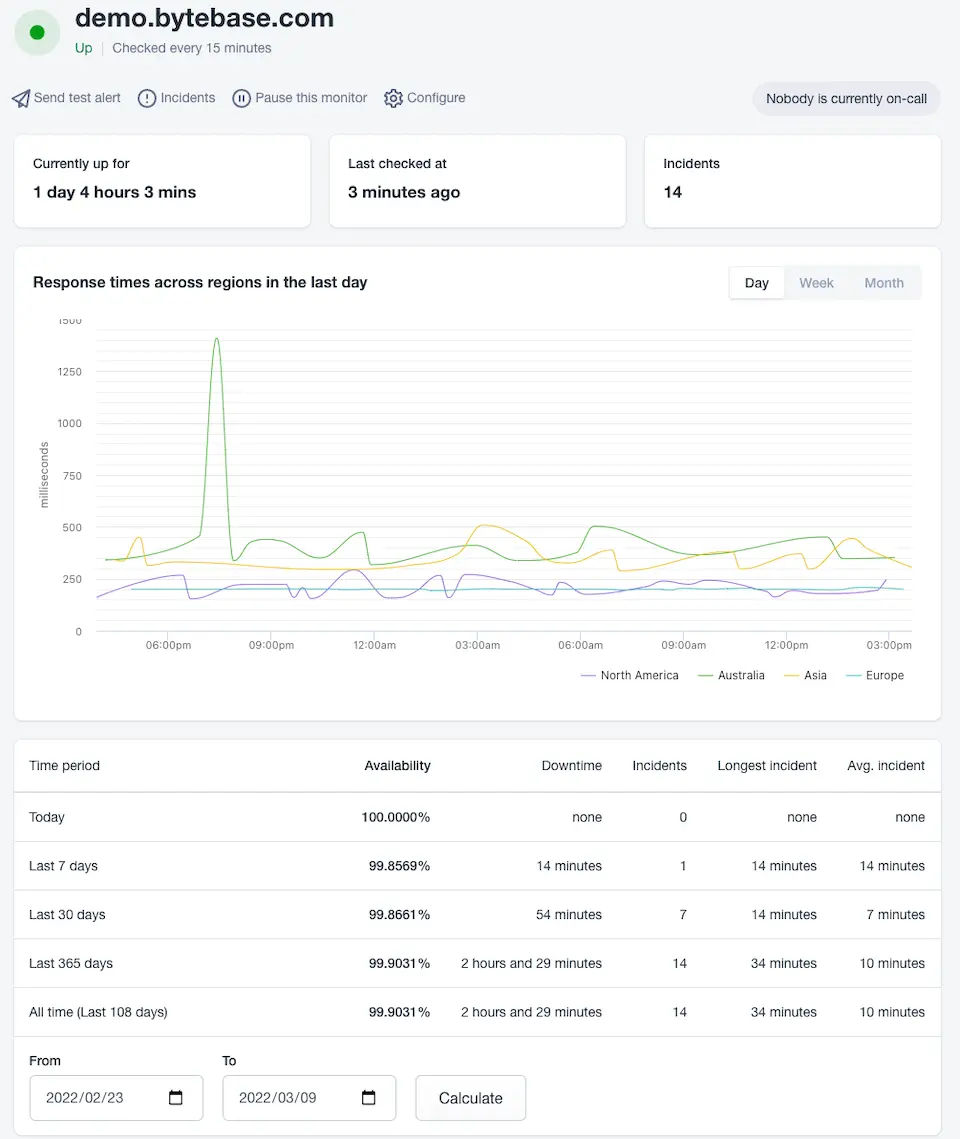 demo.bytebase.com
Up Checked every 15 minutes
Send test alert Incidents Pause this monitor Configure Nobody is currently on-call
Currently up for Last checked at Incidents
1 day 4 hours 3 mins 3 minutes ago 14
Response times across regions in the last day Day Week Month
1500
1250
1000
750
500
250
0
milliseconds
06:00pm 09:00pm 12:00am 03:00am 06:00am 09:00am 12:00pm 03:00pm
North America Australia Asia Europe
Time period Availability Downtime Incidents Longest incident Avg. incident
Today 100.0000% none 0 none none
Last 7 days 99.8569% 14 minutes 1 14 minutes 14 minutes
Last 30 days 99.8661% 54 minutes 7 14 minutes 7 minutes
Last 365 days 99.9031% 2 hours and 29 minutes 14 34 minutes 10 minutes
All time (Last 108 days) 99.9031% 2 hours and 29 minutes 14 34 minutes 10 minutes
From To
2022/02/23 2022/03/09 Calculate